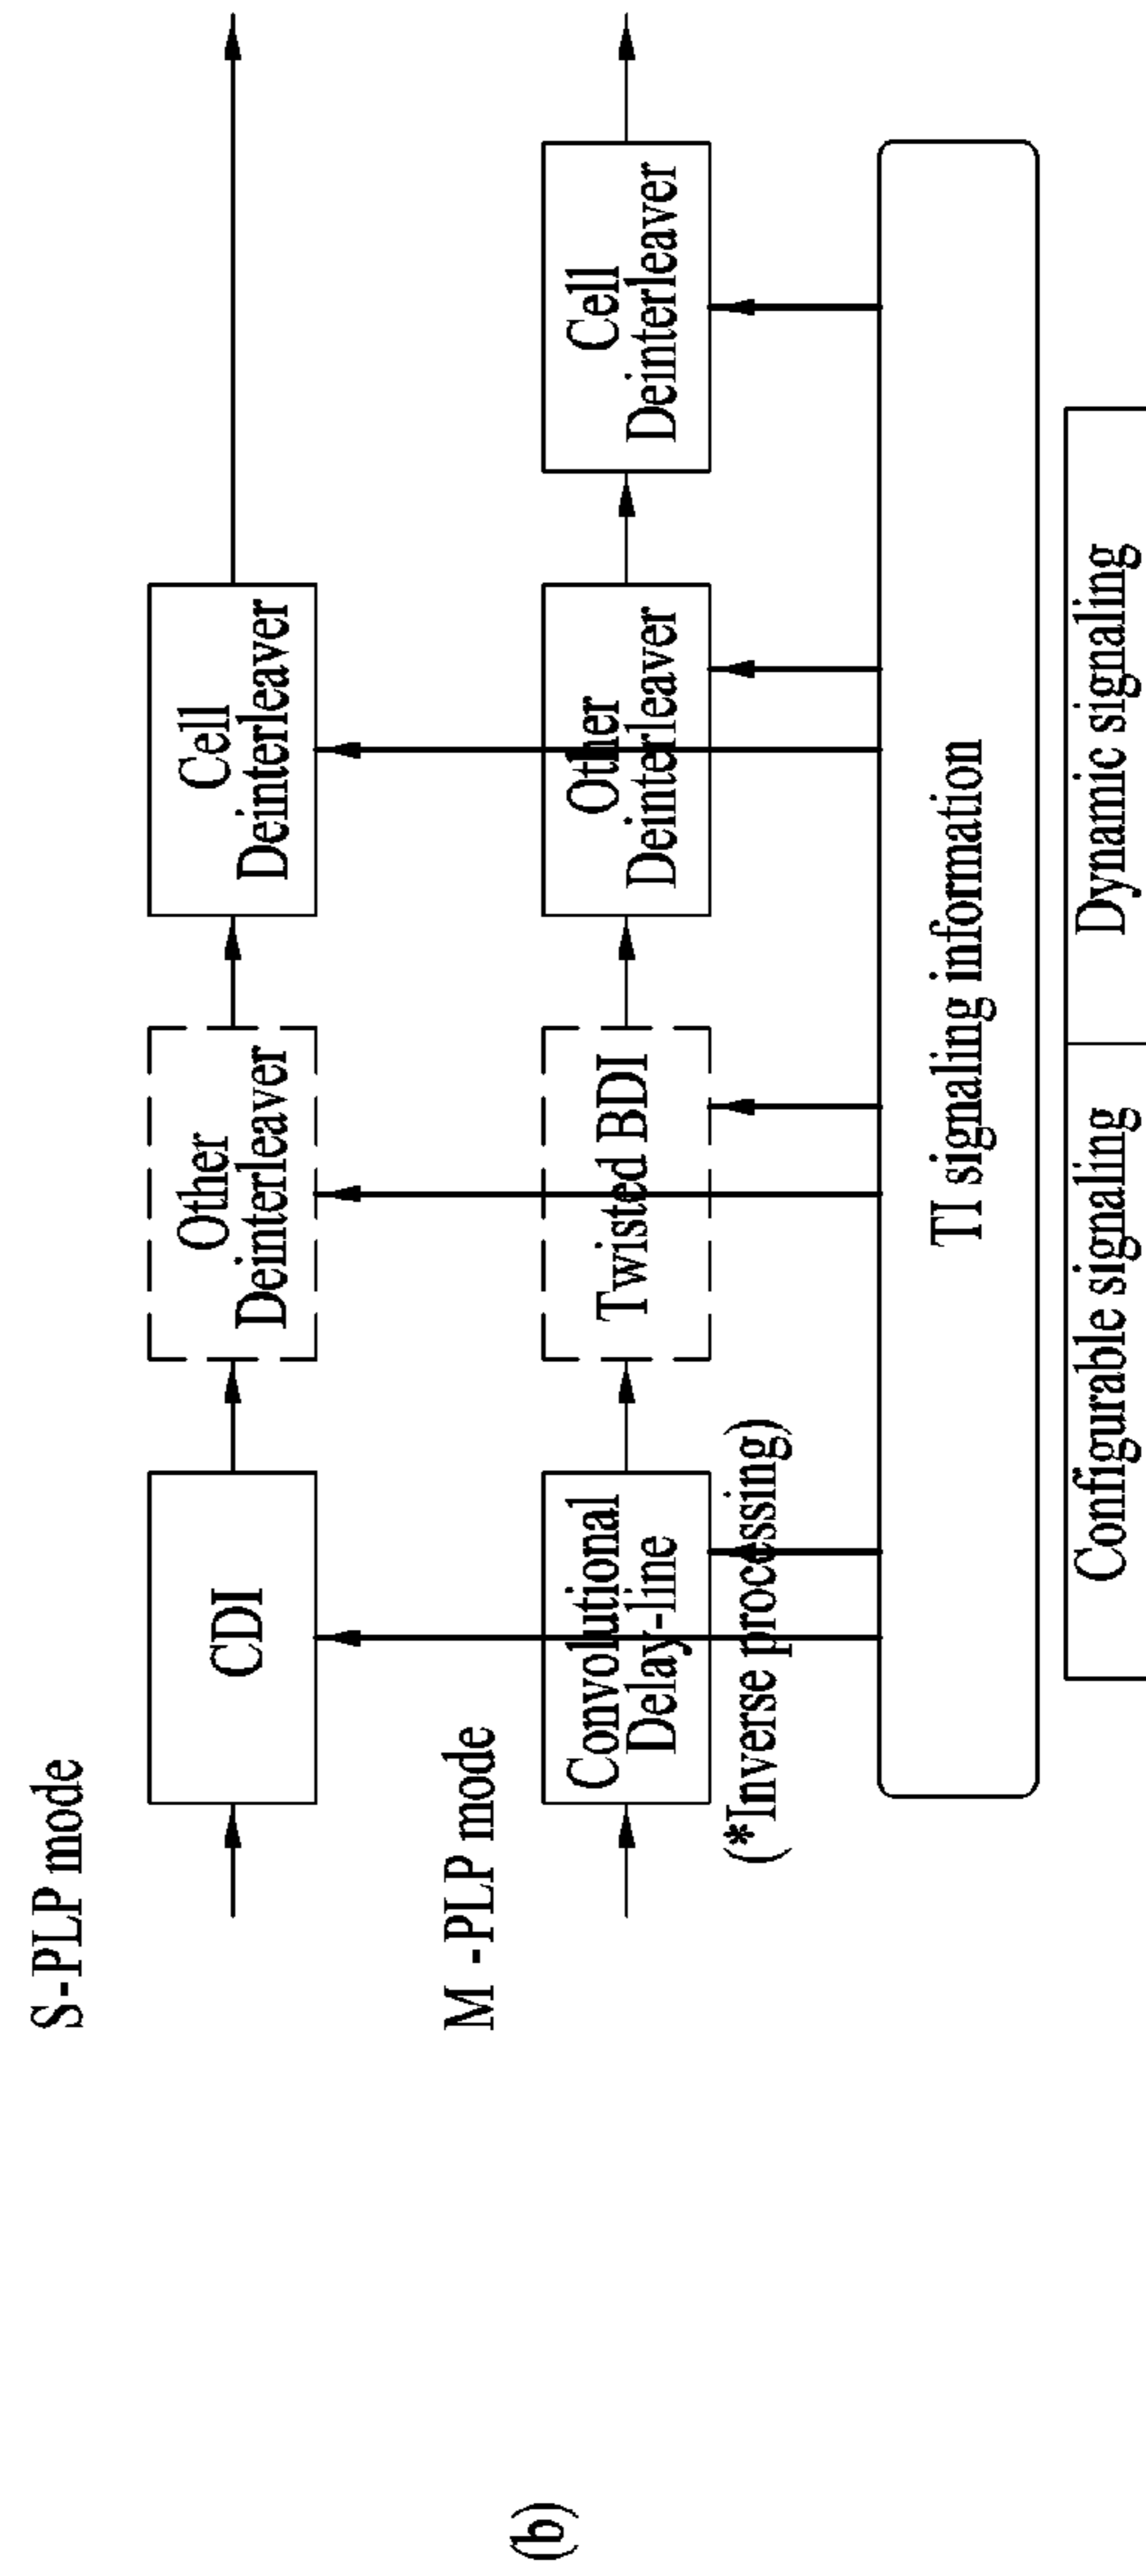 S-PLP mode
CDI
Other
Deinterleaver
Cell
Deinterleaver
M -PLP mode
Convolutional
Delay-line
Twisted BDI
Other
Deinterleaver
Cell
Deinterleaver
(*Inverse processing)
TI signaling information
Configurable signaling
Dynamic signaling
(b)